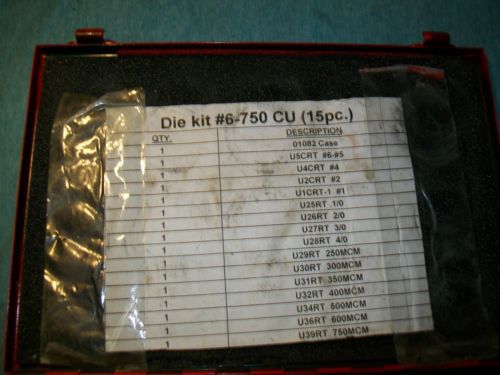 Die kit #6-750 CU (15pc.)
QTY. DESCRIPTION
1 01082 Case
1 U5CRT #6-#5
1 U4CRT #4
1 U2CRT #2
1 U1CRT-1 #1
1 U25RT 1/0
1 U26RT 2/0
1 U27RT 3/0
1 U28RT 4/0
1 U29RT 250MCM
1 U30RT 300MCM
1 U31RT 350MCM
1 U32RT 400MCM
1 U34RT 500MCM
1 U36RT 600MCM
1 U39RT 750MCM